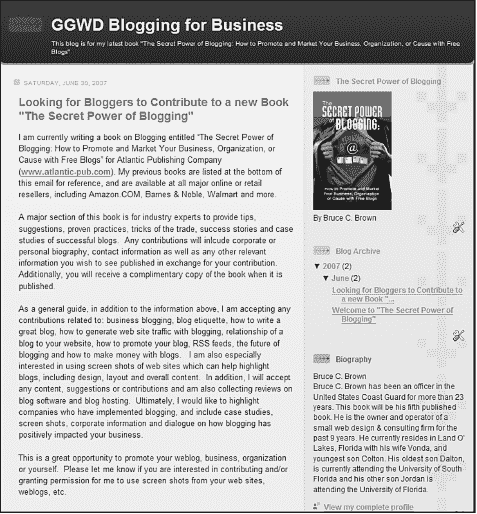 GGWD Blogging for Business
This blog is for my latest book "The Secret Power of Blogging: How to Promote and Market Your Business, Organization, or Cause with Free
Blogs"
SATURDAY, JUNE 30, 2007
Looking for Bloggers to Contribute to a new Book
"The Secret Power of Blogging"
I am currently writing a book on Blogging entitled "The Secret Power of
Blogging: How to Promote and Market Your Business, Organization, or
Cause with Free Blogs" for Atlantic Publishing Company
(www.atlantic-pub.com). My previous books are listed at the bottom of
this email for reference, and are available at all major online or retail
resellers, including Amazon.COM, Barnes & Noble, Walmart and more.
A major section of this book is for industry experts to provide tips,
suggestions, proven practices, tricks of the trade, success stories and case
studies of successful blogs. Any contributions will inlcude corporate or
personal biography, contact information as well as any other relevant
information you wish to see published in exchange for your contribution.
Additionally, you will receive a complimentary copy of the book when it is
published.
As a general guide, in addition to the information above, I am accepting any
contributions related to: business blogging, blog etiquette, how to write a
great blog, how to generate web site traffic with blogging, relationship of a
blog to your website, how to promote your blog, RSS feeds, the future of
blogging and how to make money with blogs. I am also especially
interested in using screen shots of web sites which can help highlight
blogs, including design, layout and overall content. In addition, I will accept
any content, suggestions or contributions and am also collecting reviews on
blog software and blog hosting. Ultimately, I would like to highlight
companies who have implemented blogging, and include case studies,
screen shots, corporate information and dialogue on how blogging has
positively impacted your business.
This is a great opportunity to promote your weblog, business, organization
or yourself. Please let me know if you are interested in contributing and/or
granting permission for me to use screen shots from your web sites,
weblogs, etc.
The Secret Power of Blogging
The
SECRET POWER
OF
BLOGGING:
@
How to Promote and Market
Your Business, Organization,
or Cause with Free Blogs
By Bruce C. Brown
Blog Archive
▼ 2007 (2)
▼ June (2)
Looking for Bloggers to Contribute to
a new Book "...
Welcome to "The Secret Power of
Blogging"
Biography
Bruce C. Brown
Bruce C. Brown has been an officer in the
United States Coast Guard for more than 23
years. This book will be his fifth published
book. He is the owner and operator of a
small web design & consulting firm for the
past 9 years. He currently resides in Land O'
Lakes, Florida with his wife Vonda, and
youngest son Colton. His oldest son Dalton,
is currently attending the University of South
Florida and his other son Jordan is
attending the University of Florida.
View my complete profile